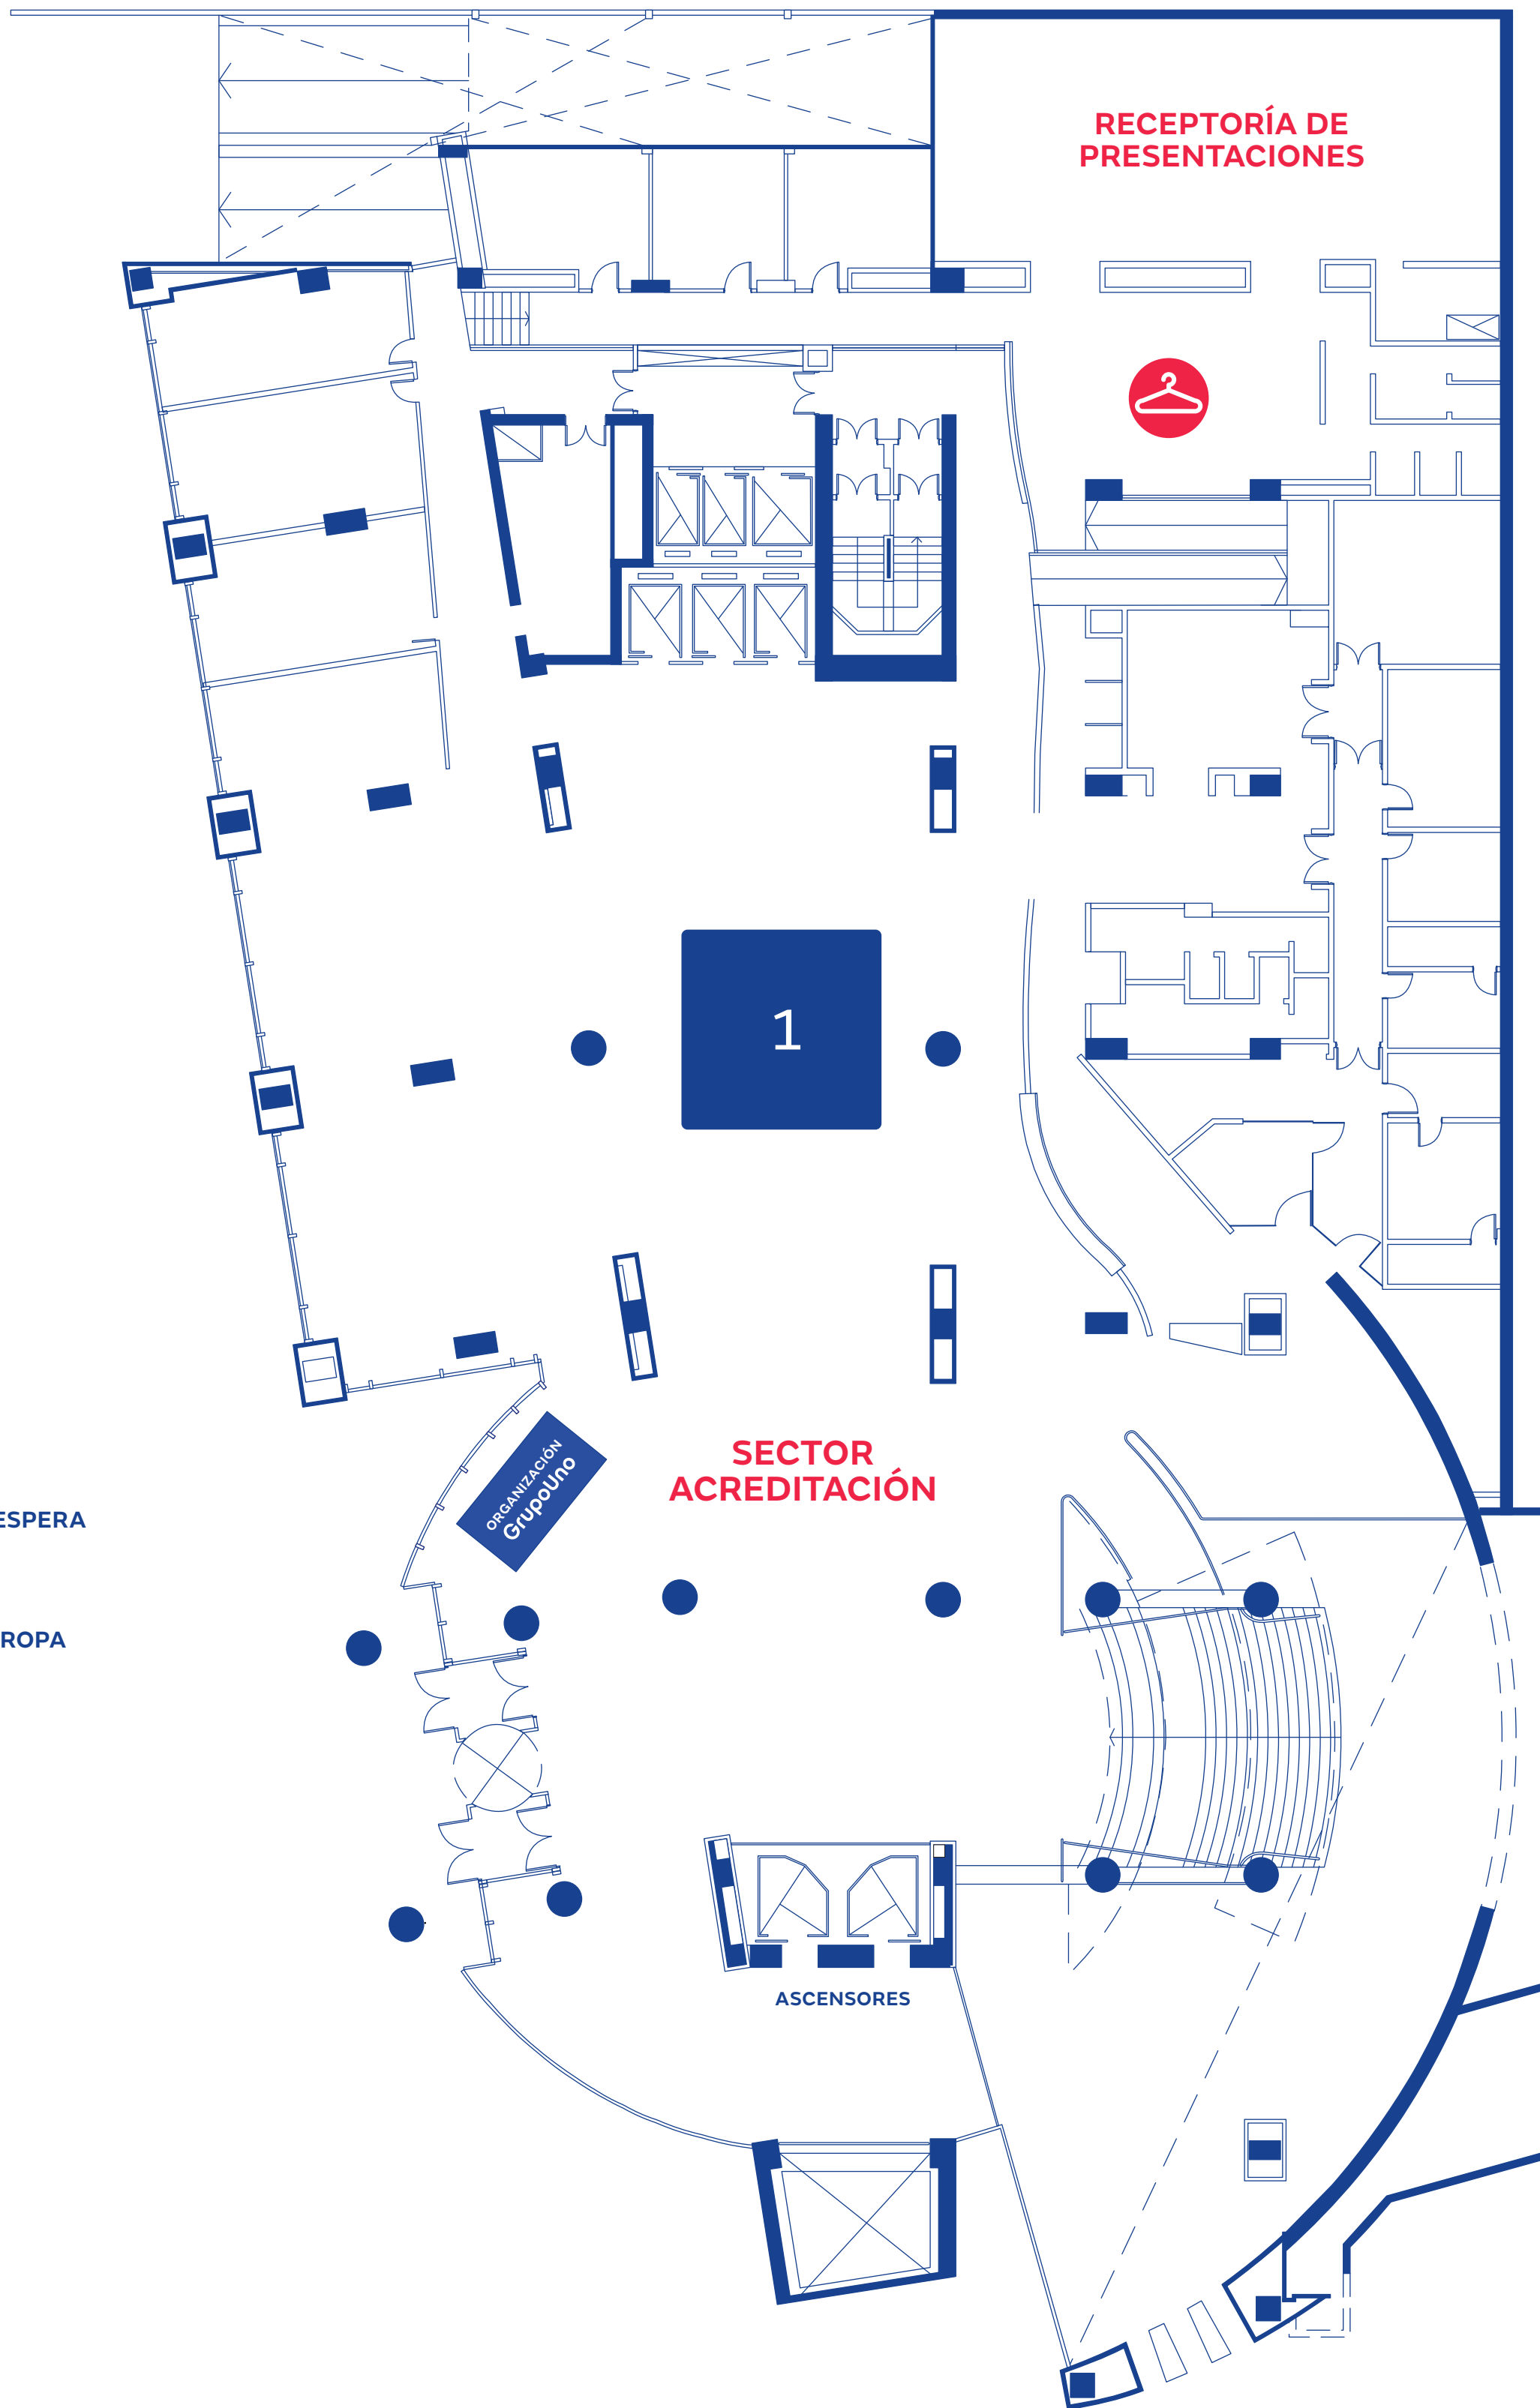 RECEPTORÍA DE
PRESENTACIONES
1
SECTOR
ACREDITACIÓN
ORGANIZACIÓN
GrupoUno
ESPERA
ROPA
ASCENSORES